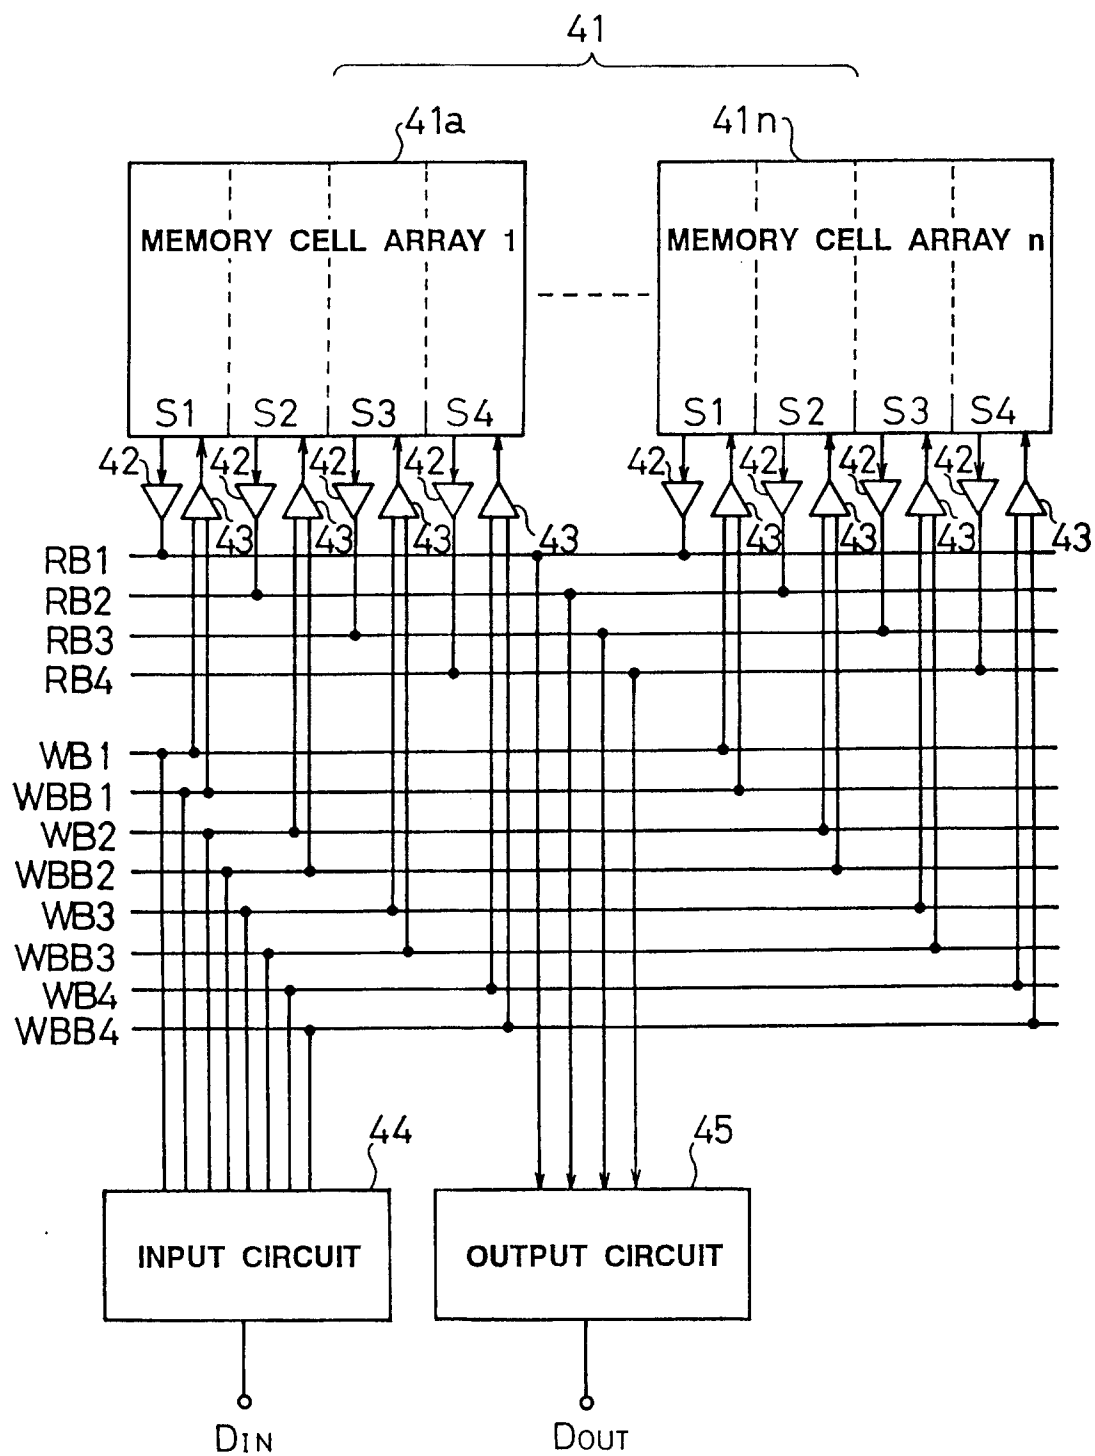 41
41a 41n
MEMORY CELL ARRAY 1 MEMORY CELL ARRAY n
S1 S2 S3 S4 S1 S2 S3 S4
42 42 42 42 42 42 42 42
43 43 43 43 43 43 43 43
RB1
RB2
RB3
RB4
WB1
WBB1
WB2
WBB2
WB3
WBB3
WB4
WBB4
44 45
INPUT CIRCUIT OUTPUT CIRCUIT
DIN DOUT